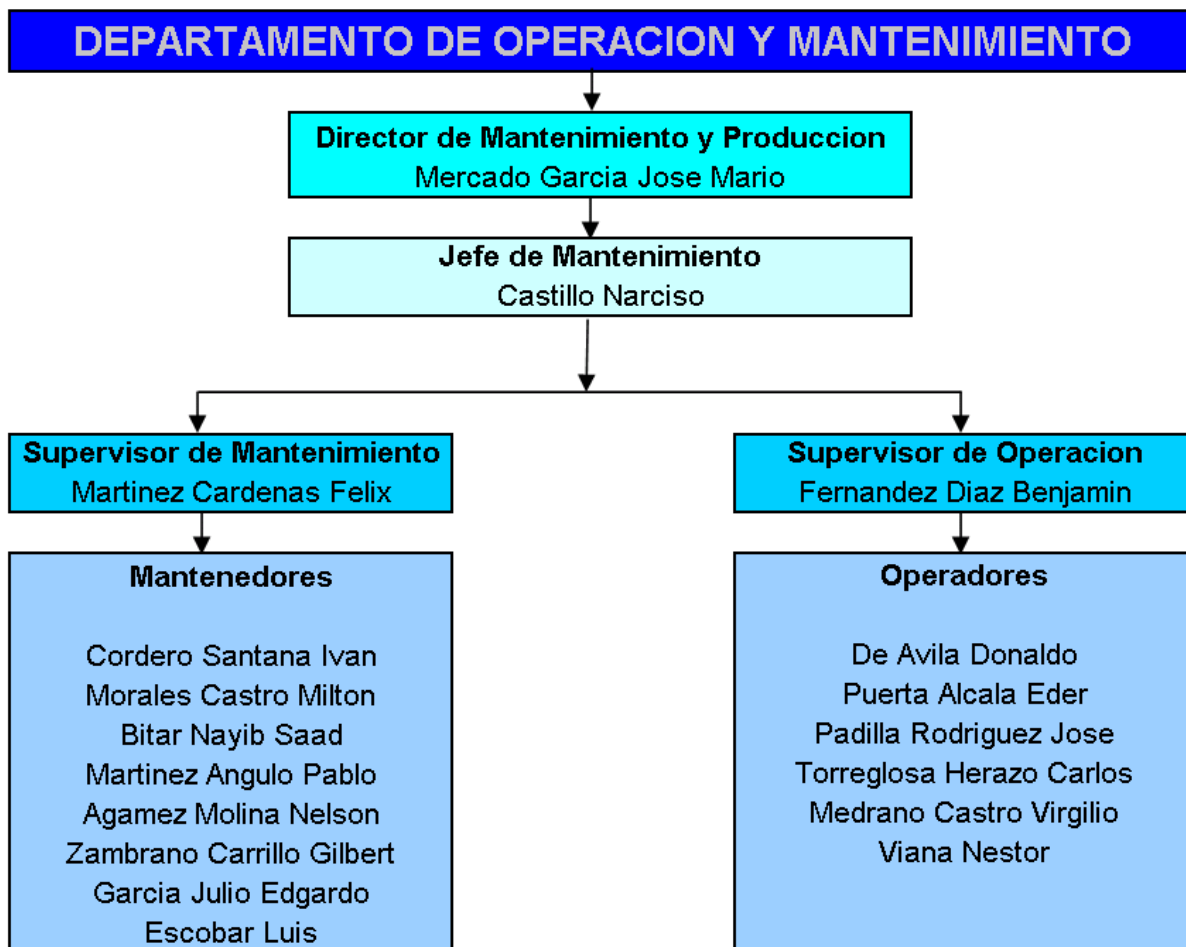 DEPARTAMENTO DE OPERACION Y MANTENIMIENTO
Director de Mantenimiento y Produccion
Mercado Garcia Jose Mario
Jefe de Mantenimiento
Castillo Narciso
Supervisor de Mantenimiento
Martinez Cardenas Felix
Mantenedores
Cordero Santana Ivan
Morales Castro Milton
Bitar Nayib Saad
Martinez Angulo Pablo
Agamez Molina Nelson
Zambrano Carrillo Gilbert
Garcia Julio Edgardo
Escobar Luis
Supervisor de Operacion
Fernandez Diaz Benjamin
Operadores
De Avila Donaldo
Puerta Alcala Eder
Padilla Rodriguez Jose
Torreglosa Herazo Carlos
Medrano Castro Virgilio
Viana Nestor